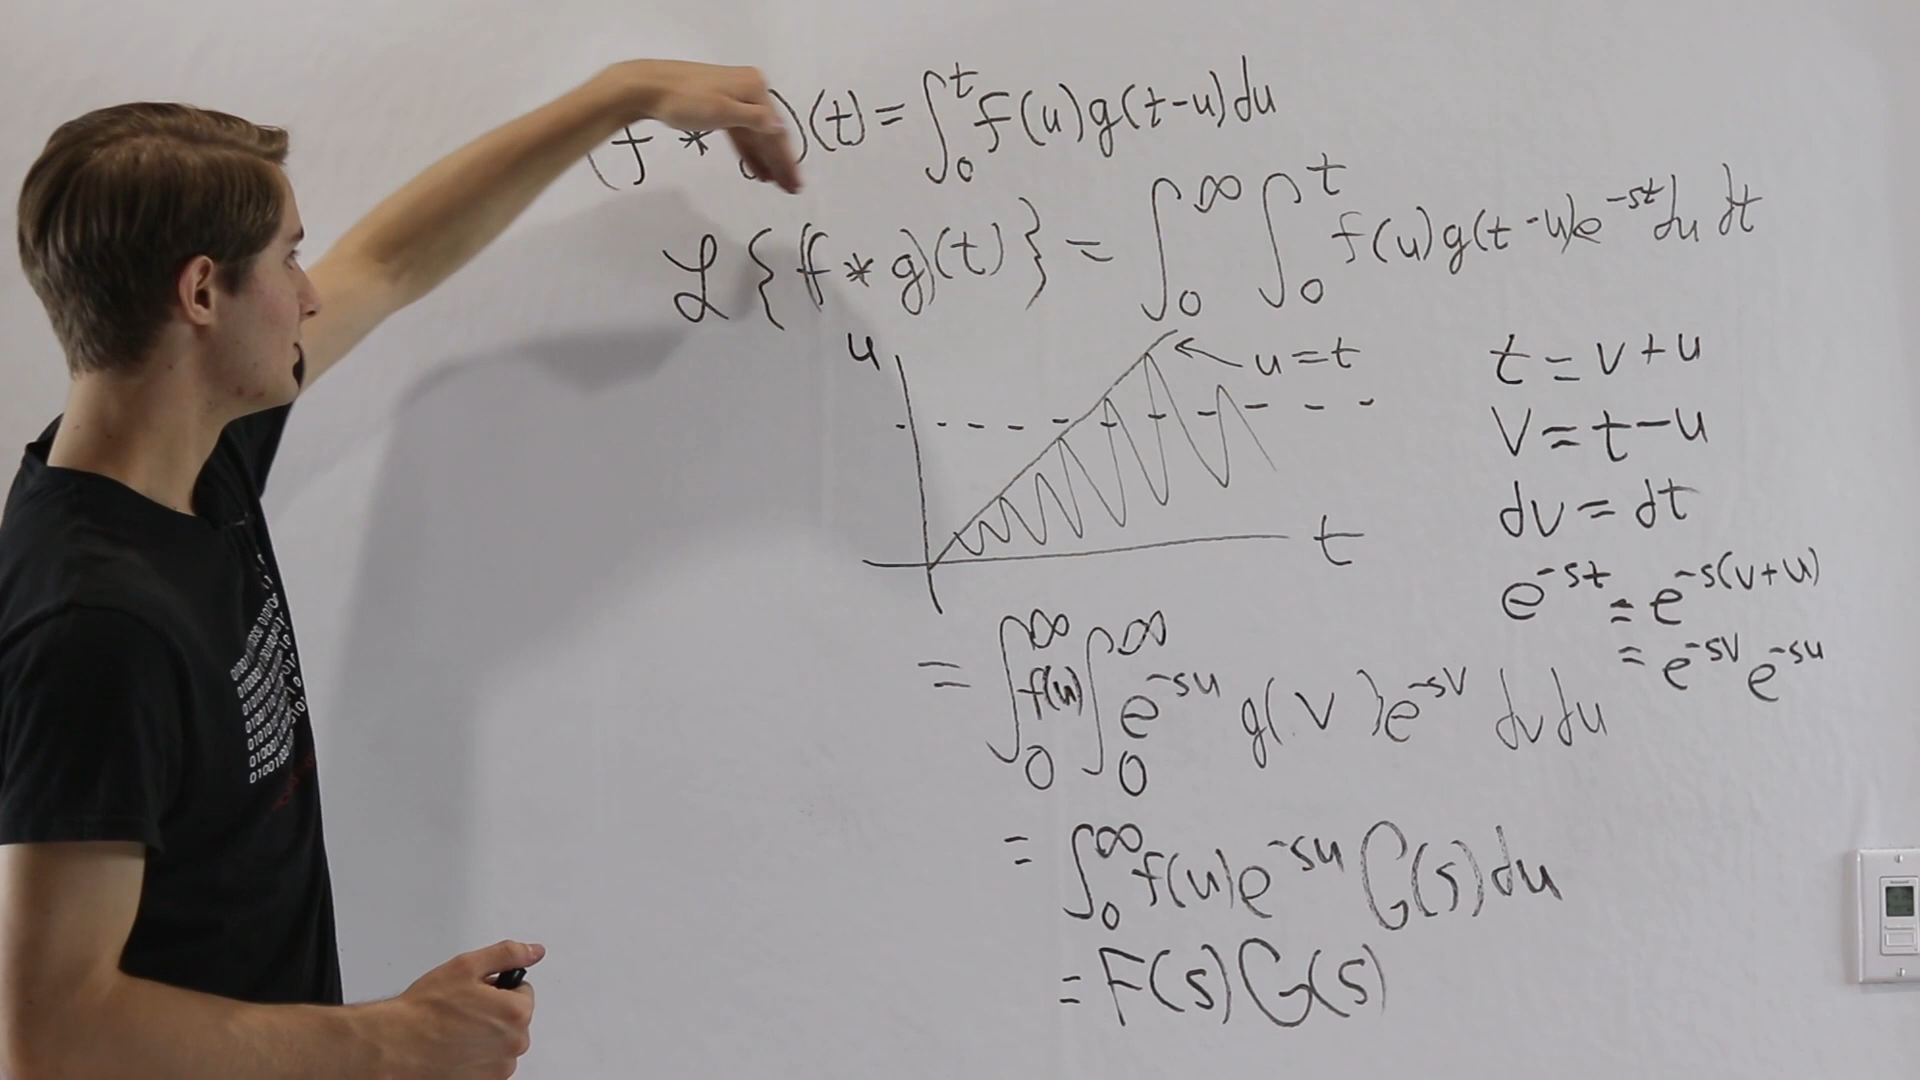 (f * )(t) = ∫₀ᵗ f(u)g(t-u)du
ℒ{(f * g)(t)} = ∫₀^∞ ∫₀ᵗ f(u)g(t-u)e^{-st}du dt
u
u = t
t
t = v + u
v = t - u
dv = dt
e^{-st} = e^{-s(v+u)}
= e^{-sv} e^{-su}
= ∫₀^∞ f(u) ∫₀^∞ e^{-su} g(v)e^{-sv} dv du
= ∫₀^∞ f(u)e^{-su} G(s)du
= F(s)G(s)